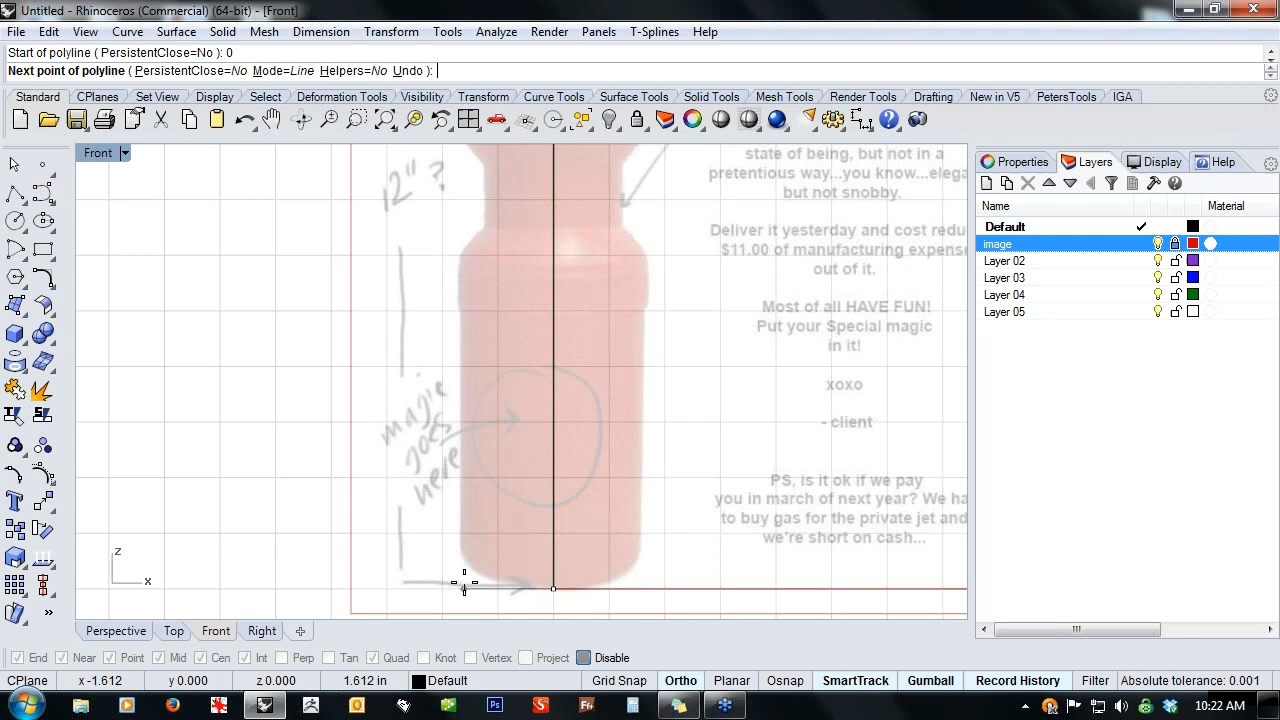 Untitled - Rhinoceros (Commercial) (64-bit) - [Front]
File Edit View Curve Surface Solid Mesh Dimension Transform Tools Analyze Render Panels T-Splines Help
Start of polyline ( PersistentClose=No ): 0
Next point of polyline ( PersistentClose=No Mode=Line Helpers=No Undo ):
Standard CPlanes Set View Display Select Deformation Tools Visibility Transform Curve Tools Surface Tools Solid Tools Mesh Tools Render Tools Drafting New in V5 PetersTools IGA
Front
Properties Layers Display Help
Name Material
Default
image
Layer 02
Layer 03
Layer 04
Layer 05
12" ?
state of being, but not in a
pretentious way...you know...elega
but not snobby.
Deliver it yesterday and cost redu
$11.00 of manufacturing expense
out of it.
Most of all HAVE FUN!
Put your Special magic
in it!
xoxo
- client
PS, is it ok if we pay
you in march of next year? We ha
to buy gas for the private jet and
we're short on cash...
magic
goes
here
z
x
Perspective Top Front Right
End Near Point Mid Cen Int Perp Tan Quad Knot Vertex Project Disable
CPlane x -1.612 y 0.000 z 0.000 1.612 in Default Grid Snap Ortho Planar Osnap SmartTrack Gumball Record History Filter Absolute tolerance: 0.001
10:22 AM